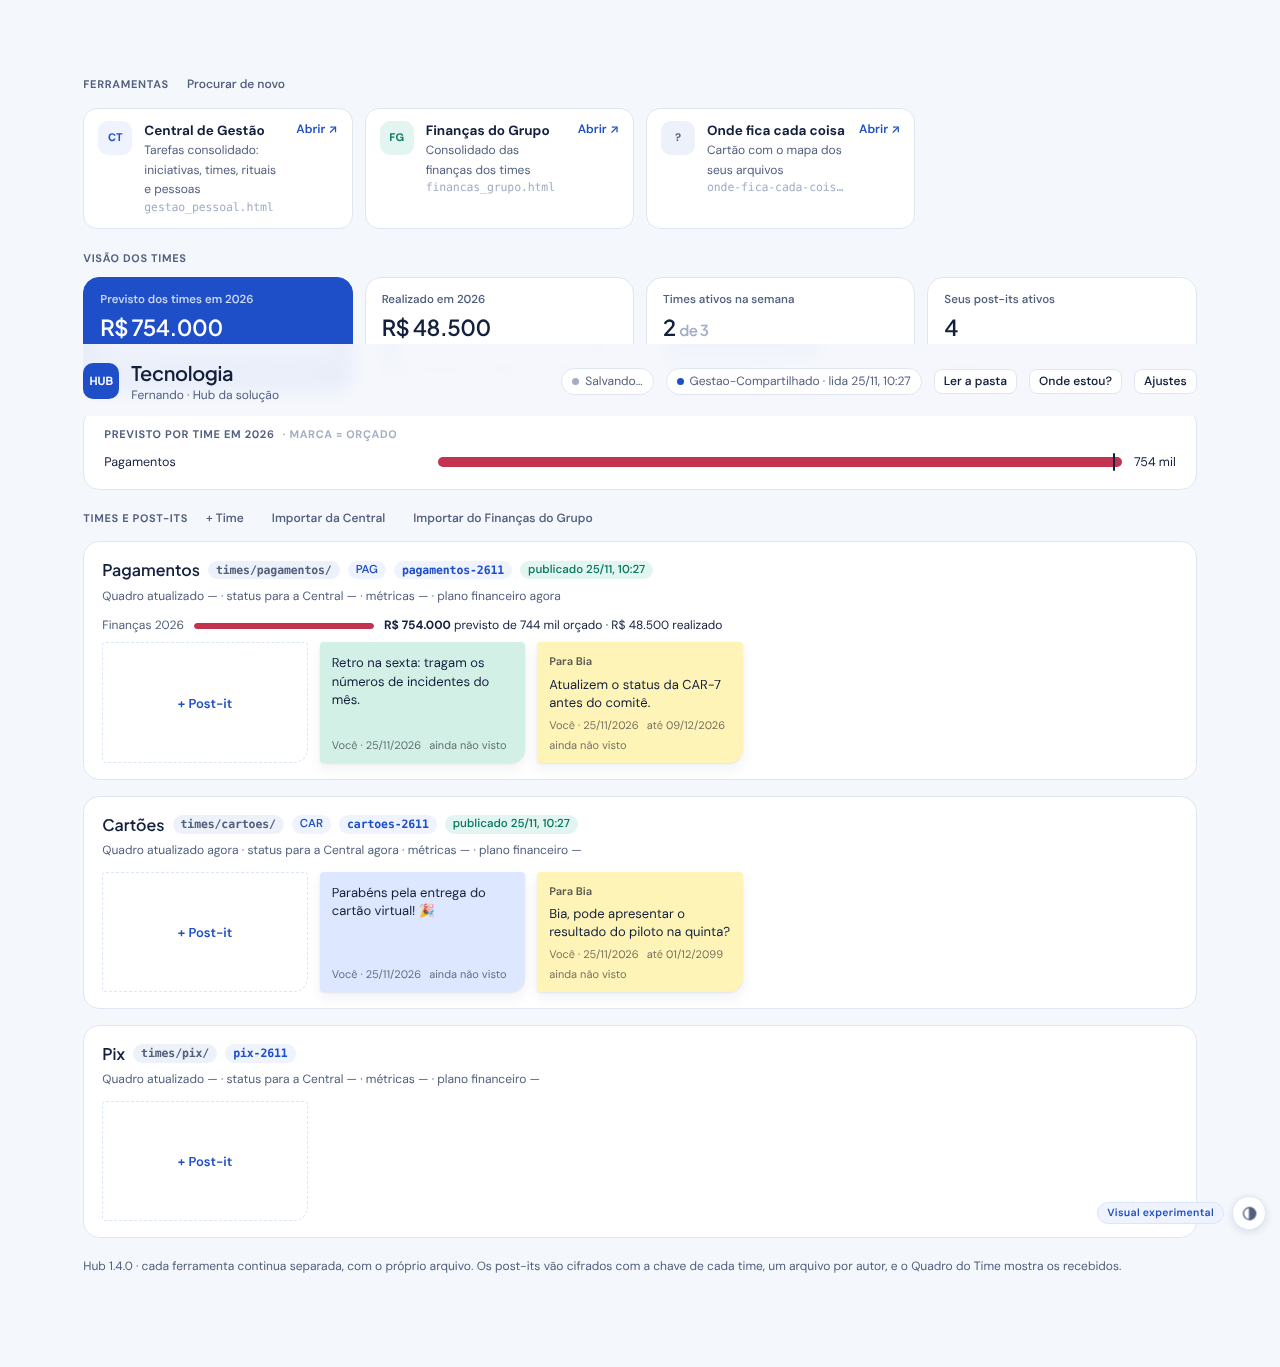 FERRAMENTAS Procurar de novo
CT
Central de Gestão
Abrir ↗
Tarefas consolidado:
iniciativas, times, rituais
e pessoas
gestao_pessoal.html
FG
Finanças do Grupo
Abrir ↗
Consolidado das
finanças dos times
financas_grupo.html
?
Onde fica cada coisa
Abrir ↗
Cartão com o mapa dos
seus arquivos
onde-fica-cada-cois…
VISÃO DOS TIMES
Previsto dos times em 2026
R$ 754.000
Realizado em 2026
R$ 48.500
Times ativos na semana
2 de 3
Seus post-its ativos
4
HUB
Tecnologia
Fernando · Hub da solução
Salvando…
Gestao-Compartilhado · lida 25/11, 10:27
Ler a pasta
Onde estou?
Ajustes
PREVISTO POR TIME EM 2026 · MARCA = ORÇADO
Pagamentos 754 mil
TIMES E POST-ITS + Time Importar da Central Importar do Finanças do Grupo
Pagamentos times/pagamentos/ PAG pagamentos-2611 publicado 25/11, 10:27
Quadro atualizado — · status para a Central — · métricas — · plano financeiro agora
Finanças 2026 R$ 754.000 previsto de 744 mil orçado · R$ 48.500 realizado
+ Post-it
Retro na sexta: tragam os
números de incidentes do
mês.
Você · 25/11/2026 ainda não visto
Para Bia
Atualizem o status da CAR-7
antes do comitê.
Você · 25/11/2026 até 09/12/2026
ainda não visto
Cartões times/cartoes/ CAR cartoes-2611 publicado 25/11, 10:27
Quadro atualizado agora · status para a Central agora · métricas — · plano financeiro —
+ Post-it
Parabéns pela entrega do
cartão virtual! 🎉
Você · 25/11/2026 ainda não visto
Para Bia
Bia, pode apresentar o
resultado do piloto na quinta?
Você · 25/11/2026 até 01/12/2099
ainda não visto
Pix times/pix/ pix-2611
Quadro atualizado — · status para a Central — · métricas — · plano financeiro —
+ Post-it
Visual experimental
Hub 1.4.0 · cada ferramenta continua separada, com o próprio arquivo. Os post-its vão cifrados com a chave de cada time, um arquivo por autor, e o Quadro do Time mostra os recebidos.